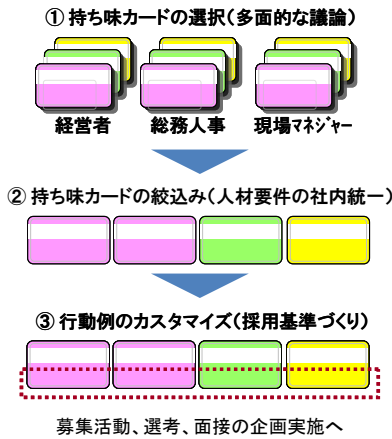 ① 持ち味カードの選択(多面的な議論)
経営者 総務人事 現場マネジャー
② 持ち味カードの絞込み(人材要件の社内統一)
③ 行動例のカスタマイズ(採用基準づくり)
募集活動、選考、面接の企画実施へ